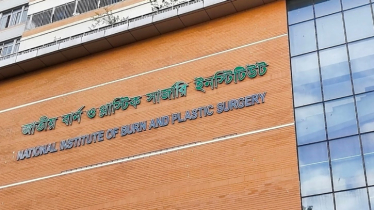 জাতীয় বার্ন ও প্লাস্টিক সার্জারি ইনস্টিটিউট
NATIONAL INSTITUTE OF BURN AND PLASTIC SURGERY